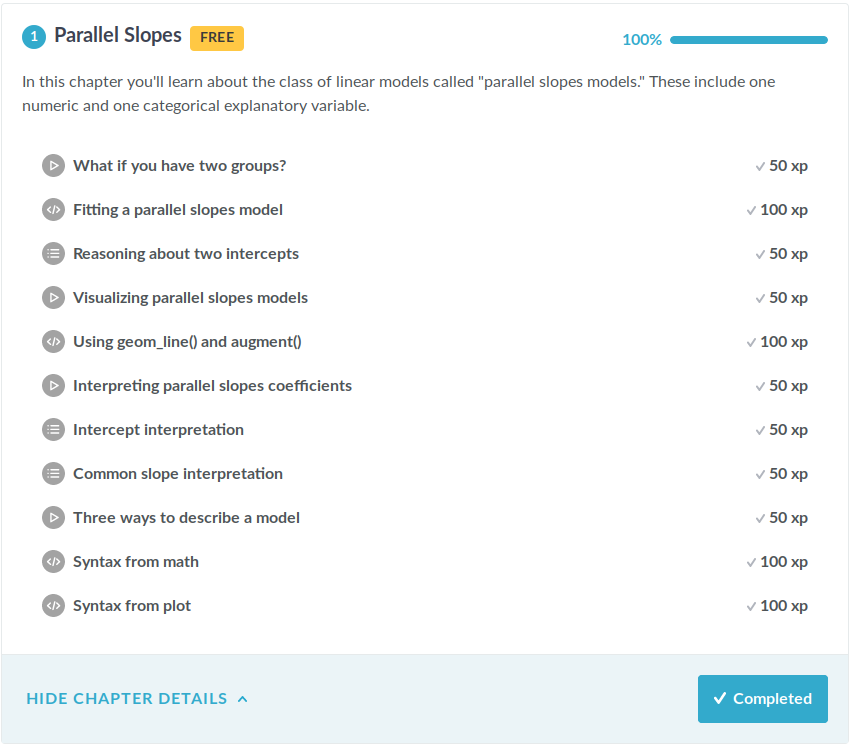 1 Parallel Slopes FREE 100%
In this chapter you'll learn about the class of linear models called "parallel slopes models." These include one
numeric and one categorical explanatory variable.
What if you have two groups? 50 xp
Fitting a parallel slopes model 100 xp
Reasoning about two intercepts 50 xp
Visualizing parallel slopes models 50 xp
Using geom_line() and augment() 100 xp
Interpreting parallel slopes coefficients 50 xp
Intercept interpretation 50 xp
Common slope interpretation 50 xp
Three ways to describe a model 50 xp
Syntax from math 100 xp
Syntax from plot 100 xp
HIDE CHAPTER DETAILS Completed